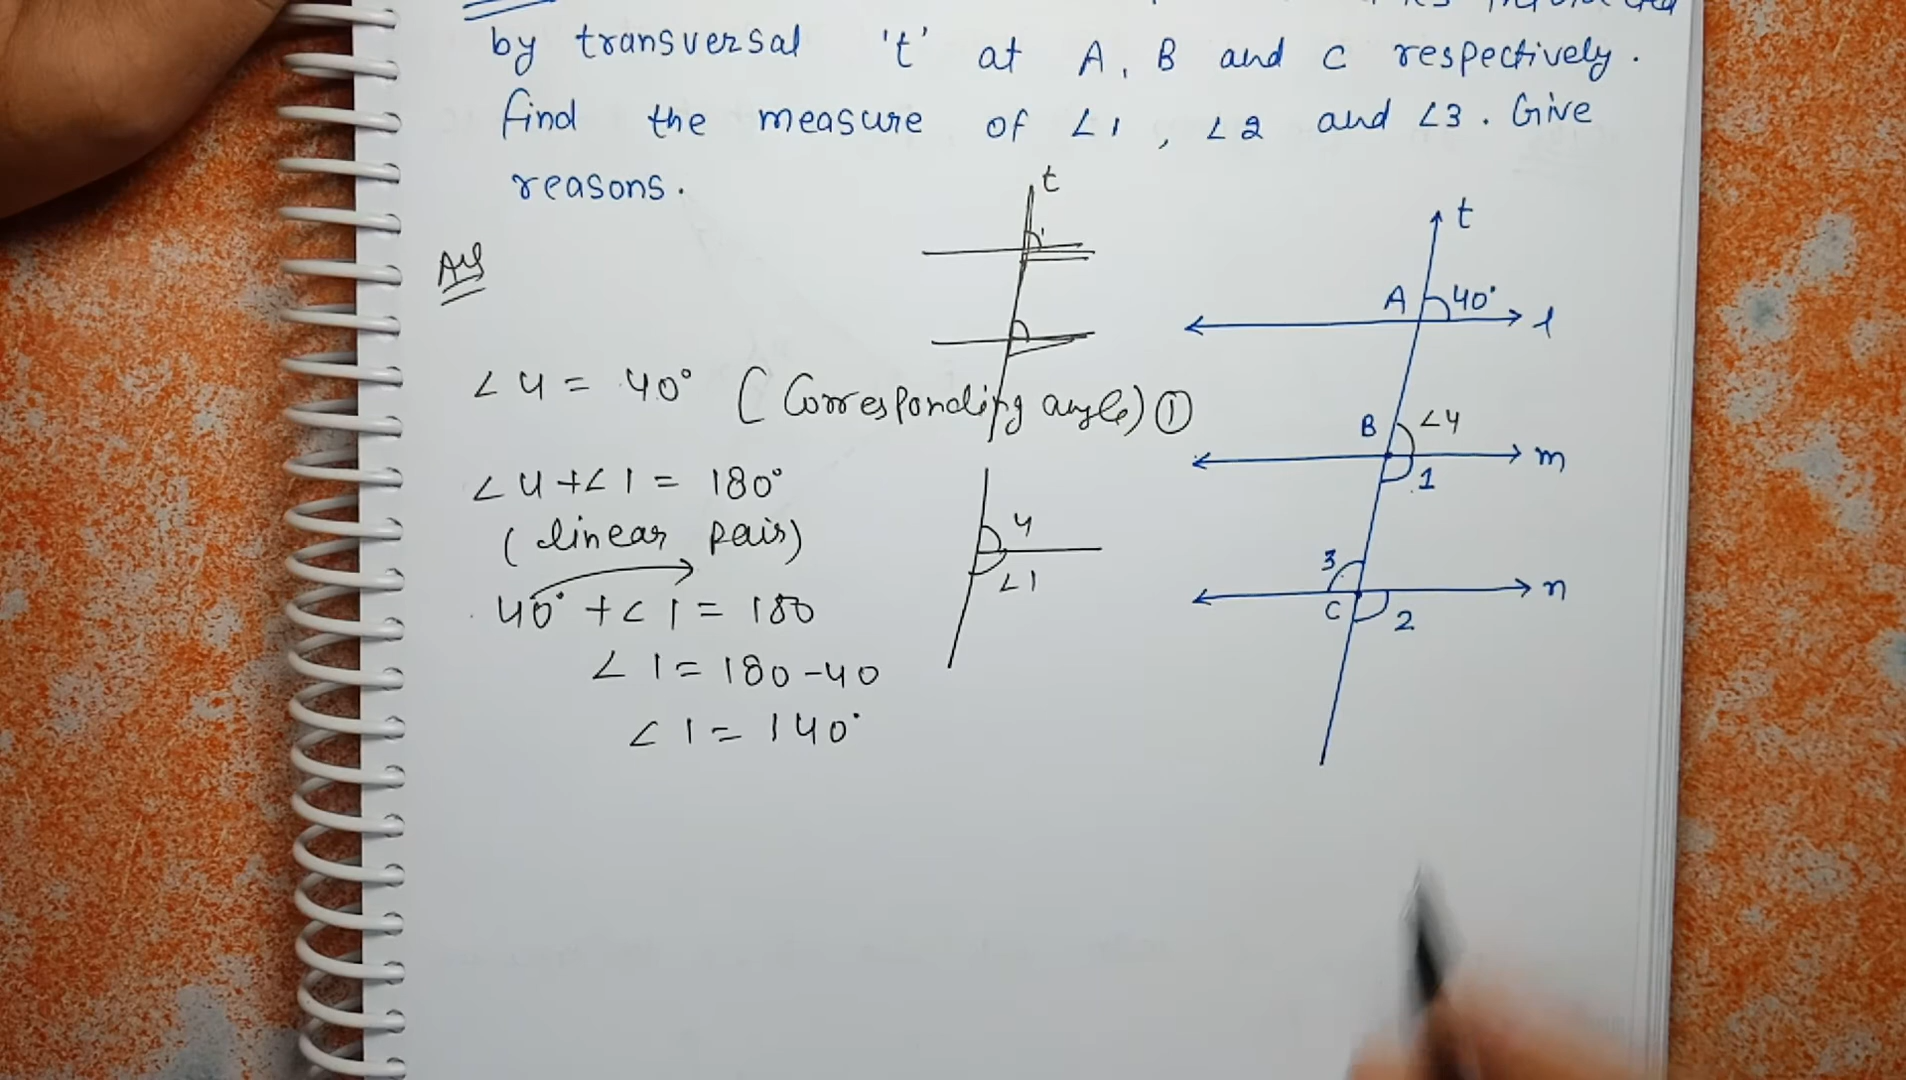 by transversal 't' at A, B and C respectively.
find the measure of ∠1, ∠2 and ∠3. Give
reasons.
t
Ans
∠4 = 40° (Corresponding angle) ①
∠4 + ∠1 = 180°
(linear pair)
40° + ∠1 = 180
∠1 = 180 - 40
∠1 = 140°
4
∠1
t
A 40°
l
B ∠4
m
1
3
n
C 2